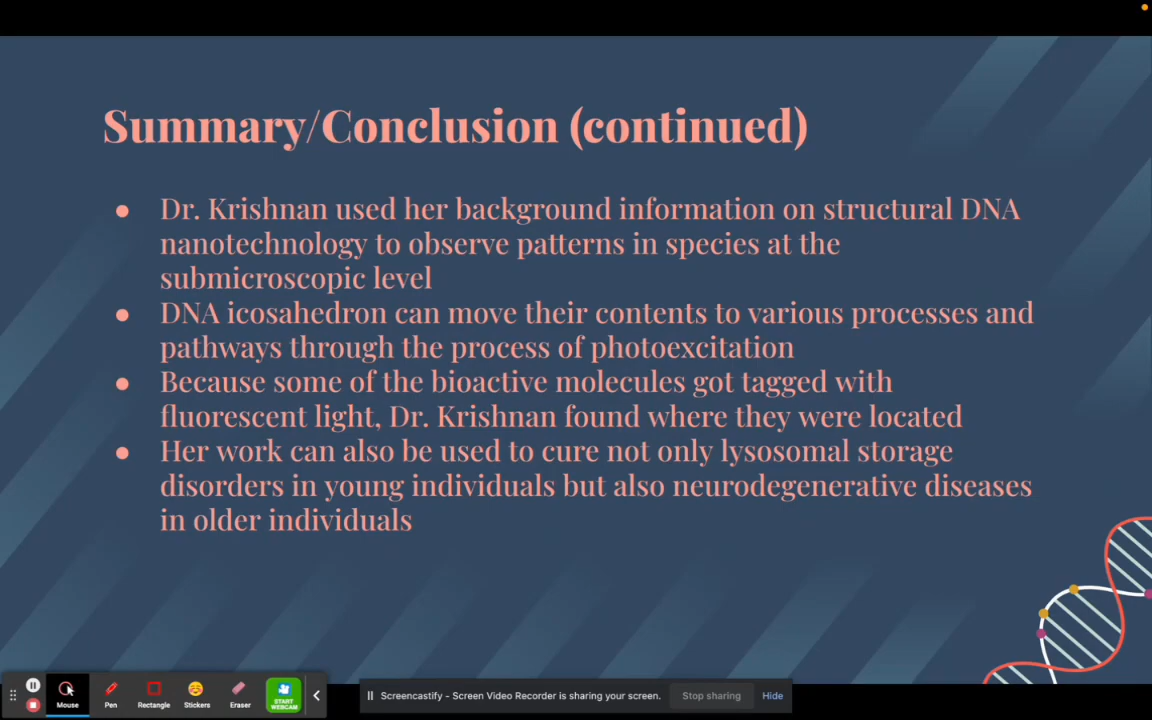 Summary/Conclusion (continued)
● Dr. Krishnan used her background information on structural DNA
nanotechnology to observe patterns in species at the
submicroscopic level
● DNA icosahedron can move their contents to various processes and
pathways through the process of photoexcitation
● Because some of the bioactive molecules got tagged with
fluorescent light, Dr. Krishnan found where they were located
● Her work can also be used to cure not only lysosomal storage
disorders in young individuals but also neurodegenerative diseases
in older individuals
Mouse
Pen
Rectangle
Stickers
Eraser
START
WEBCAM
Screencastify - Screen Video Recorder is sharing your screen.
Stop sharing
Hide